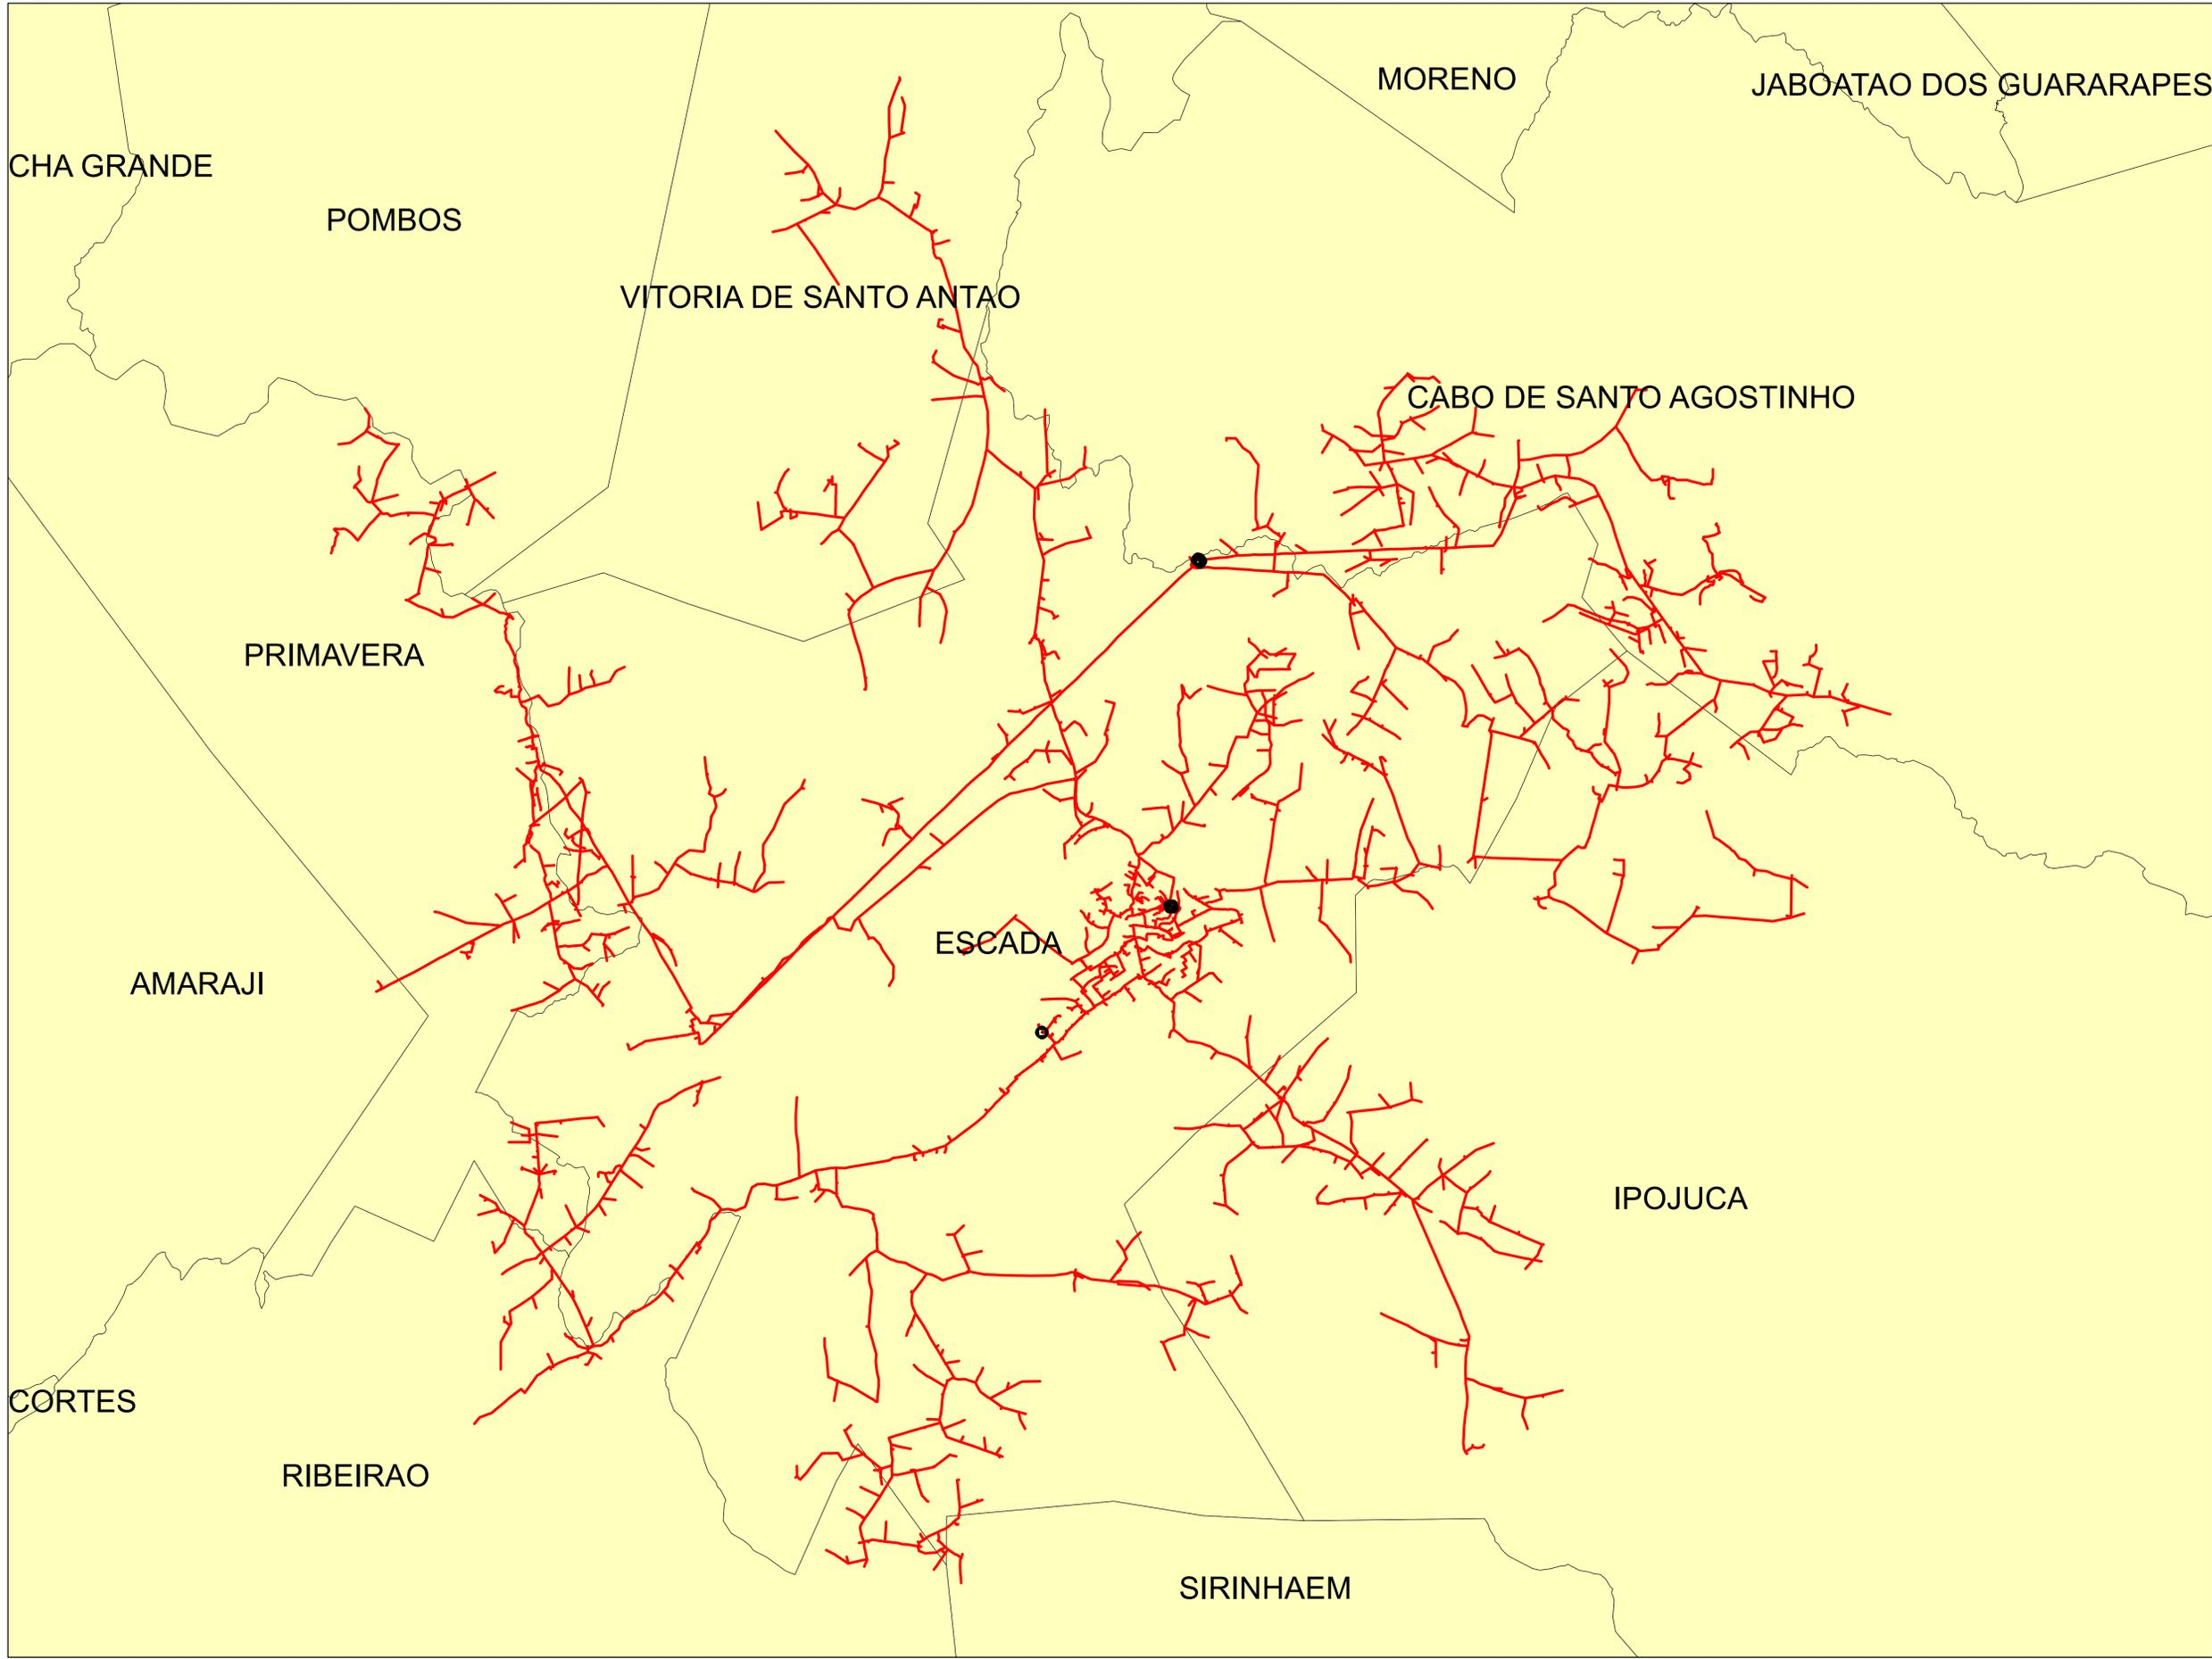 MORENO
JABOATAO DOS GUARARAPES
CHA GRANDE
POMBOS
VITORIA DE SANTO ANTAO
CABO DE SANTO AGOSTINHO
PRIMAVERA
ESCADA
AMARAJI
IPOJUCA
CORTES
RIBEIRAO
SIRINHAEM